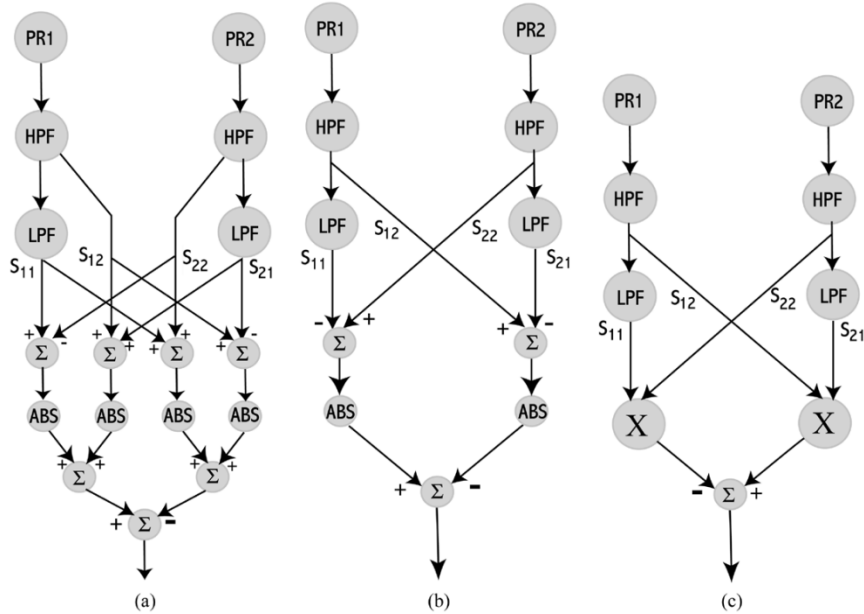 PR1 PR2
HPF HPF
LPF LPF
S11 S12 S22 S21
+ - + + + + + -
Σ Σ Σ Σ
ABS ABS ABS ABS
+ + + +
Σ Σ
+ Σ -
(a)
PR1 PR2
HPF HPF
LPF LPF
S11 S12 S22 S21
- + + -
Σ Σ
ABS ABS
+ Σ -
(b)
PR1 PR2
HPF HPF
LPF LPF
S11 S12 S22 S21
X X
- Σ +
(c)